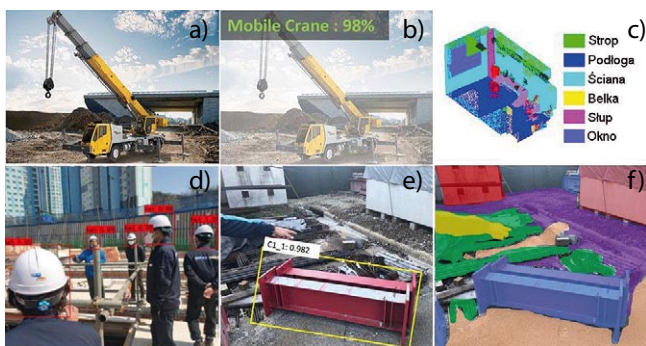 a)
b)
Mobile Crane : 98%
c)
Strop
Podłoga
Ściana
Belka
Słup
Okno
d)
e)
C1_1: 0.982
f)